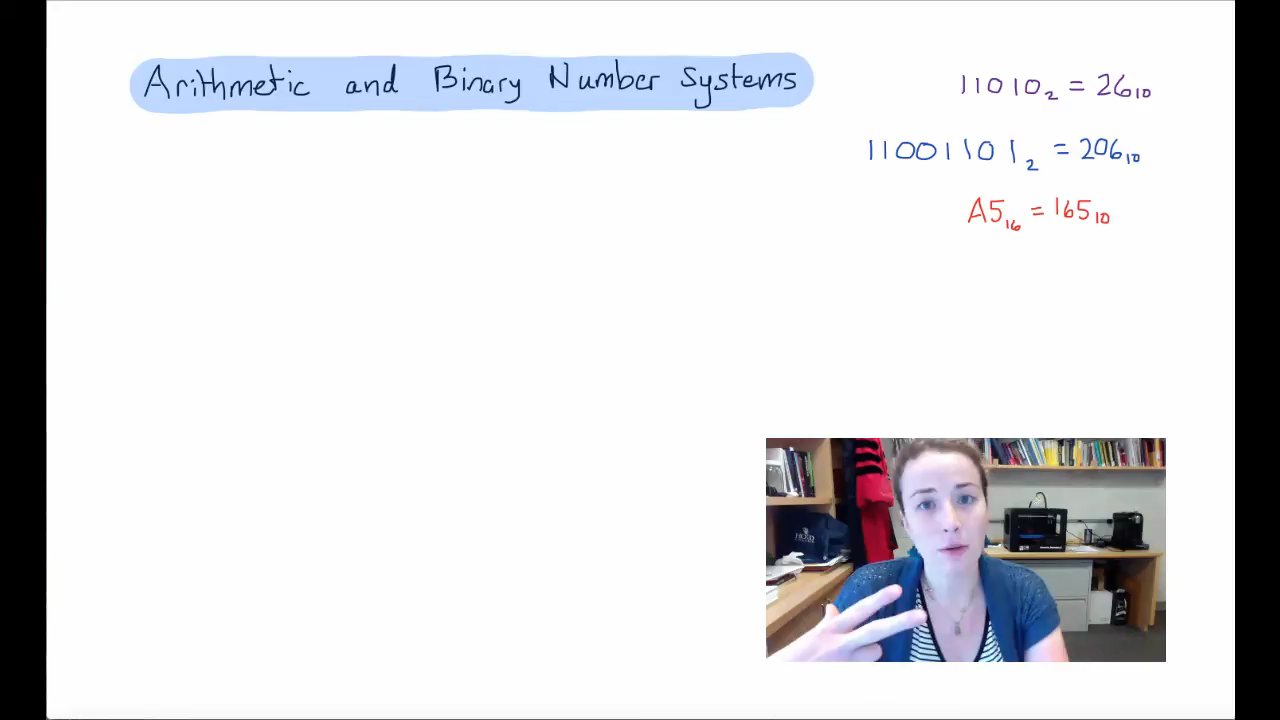 Arithmetic and Binary Number Systems
11010₂ = 26₁₀
11001101₂ = 206₁₀
A5₁₆ = 165₁₀